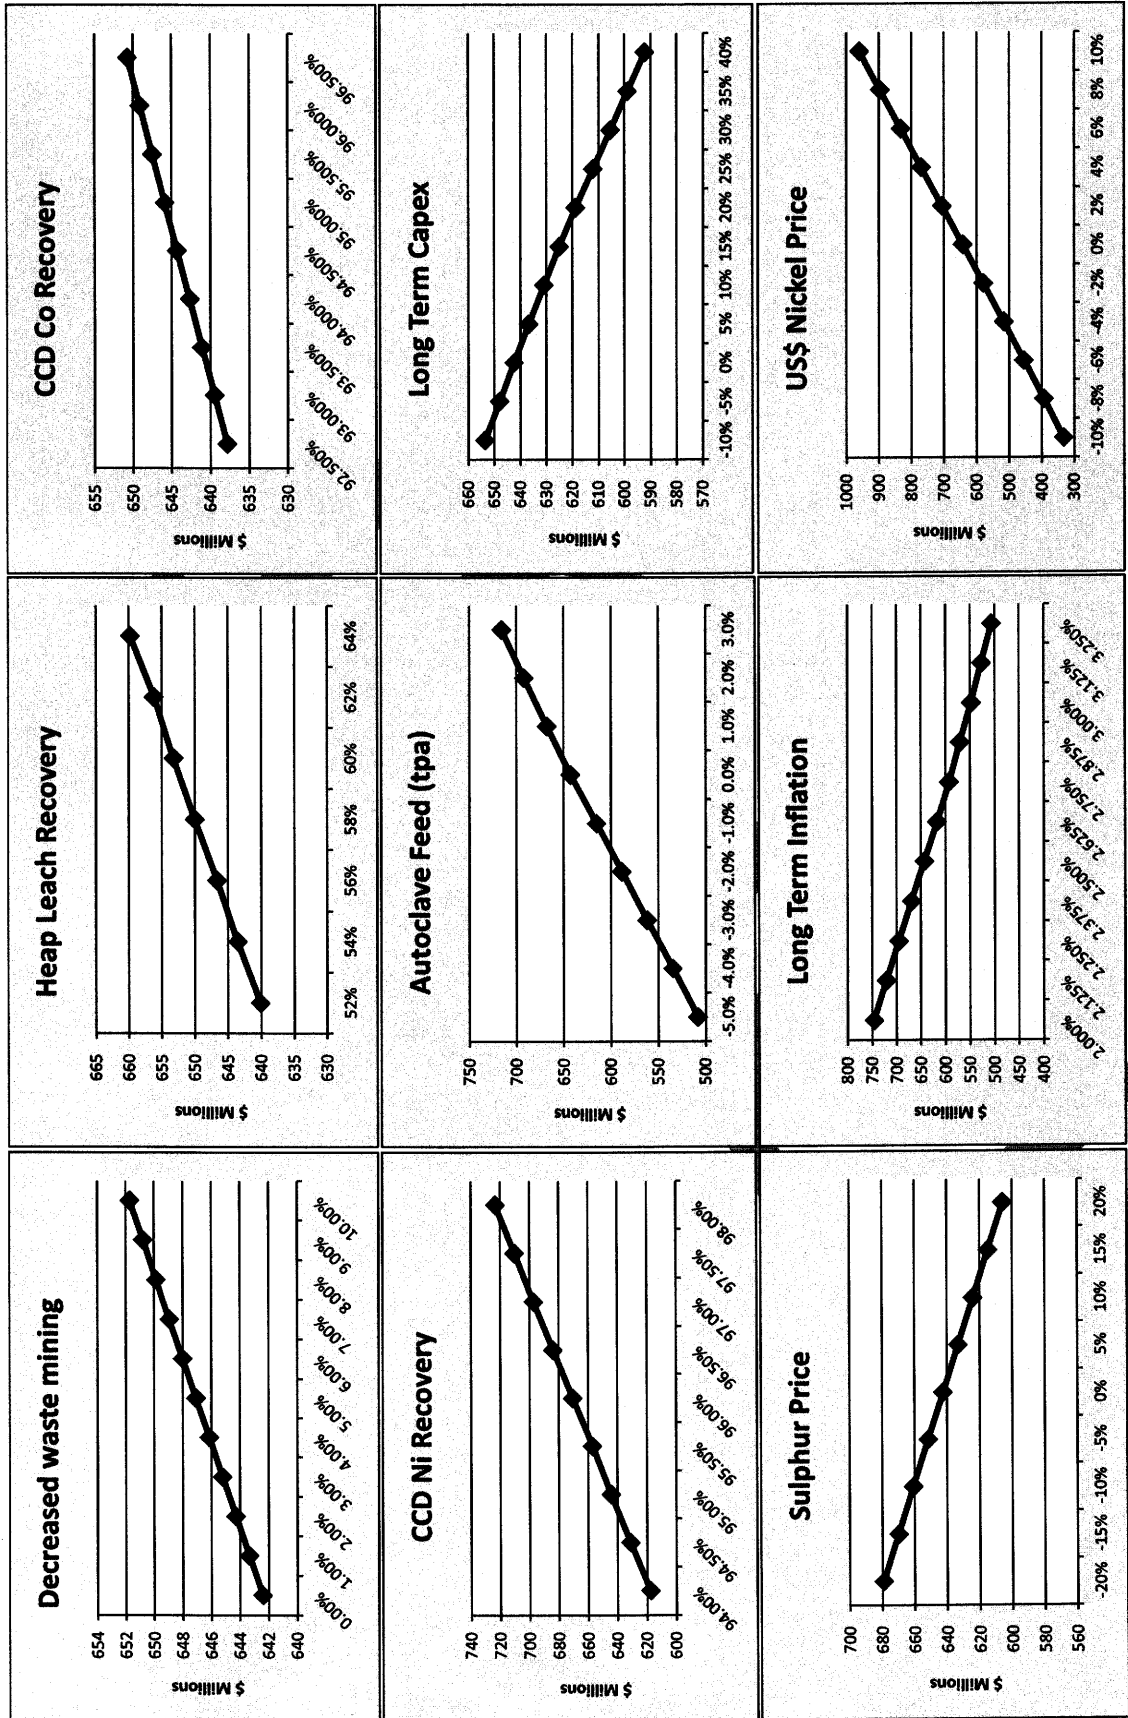 Decreased waste mining
$ Millions
654
652
650
648
646
644
642
640
0.00% 1.00% 2.00% 3.00% 4.00% 5.00% 6.00% 7.00% 8.00% 9.00% 10.00%
Heap Leach Recovery
$ Millions
665
660
655
650
645
640
635
630
52% 54% 56% 58% 60% 62% 64%
CCD Co Recovery
$ Millions
655
650
645
640
635
630
92.500% 93.000% 93.500% 94.000% 94.500% 95.000% 95.500% 96.000% 96.500%
CCD Ni Recovery
$ Millions
740
720
700
680
660
640
620
600
94.00% 94.50% 95.00% 95.50% 96.00% 96.50% 97.00% 97.50% 98.00%
Autoclave Feed (tpa)
$ Millions
750
700
650
600
550
500
-5.0% -4.0% -3.0% -2.0% -1.0% 0.0% 1.0% 2.0% 3.0%
Long Term Capex
$ Millions
660
650
640
630
620
610
600
590
580
570
-10% -5% 0% 5% 10% 15% 20% 25% 30% 35% 40%
Sulphur Price
$ Millions
700
680
660
640
620
600
580
560
-20% -15% -10% -5% 0% 5% 10% 15% 20%
Long Term Inflation
$ Millions
800
750
700
650
600
550
500
450
400
2.000% 2.125% 2.250% 2.375% 2.500% 2.625% 2.750% 2.875% 3.000% 3.125% 3.250%
US$ Nickel Price
$ Millions
1000
900
800
700
600
500
400
300
-10% -8% -6% -4% -2% 0% 2% 4% 6% 8% 10%